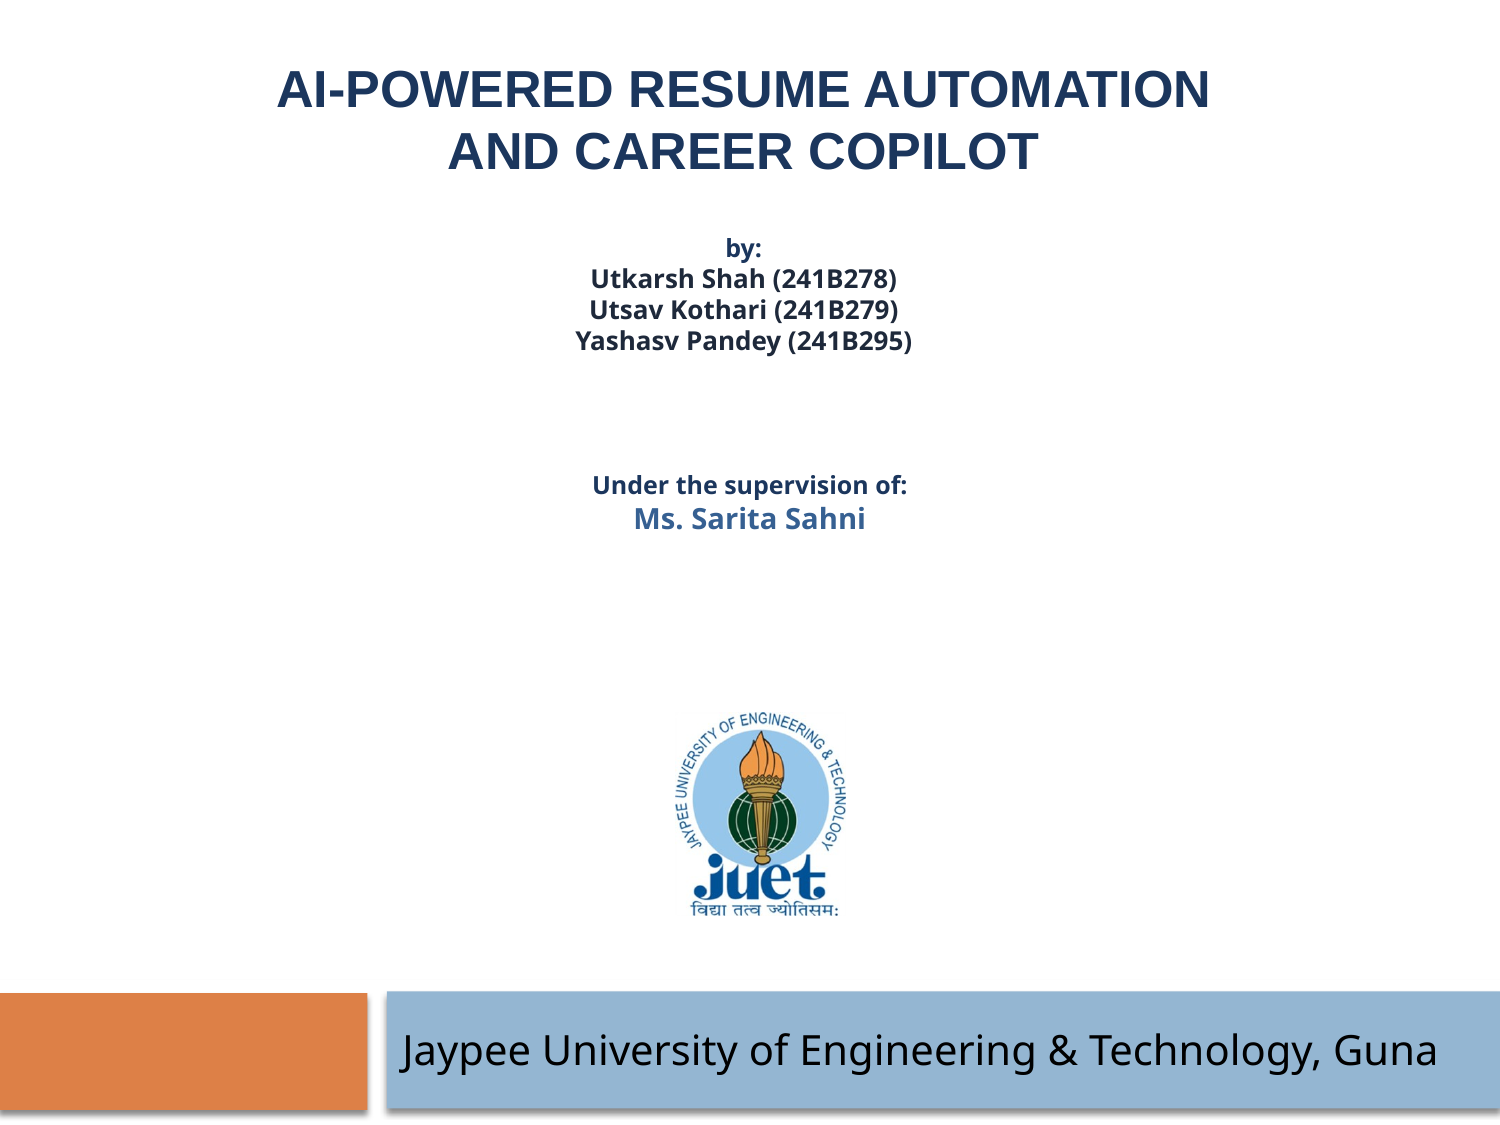 AI-POWERED RESUME AUTOMATION
AND CAREER COPILOT
by:
Utkarsh Shah (241B278)
Utsav Kothari (241B279)
Yashasv Pandey (241B295)
Under the supervision of:
Ms. Sarita Sahni
JAYPEE UNIVERSITY OF ENGINEERING & TECHNOLOGY
juet
विद्या तत्व ज्योतिसम:
Jaypee University of Engineering & Technology, Guna